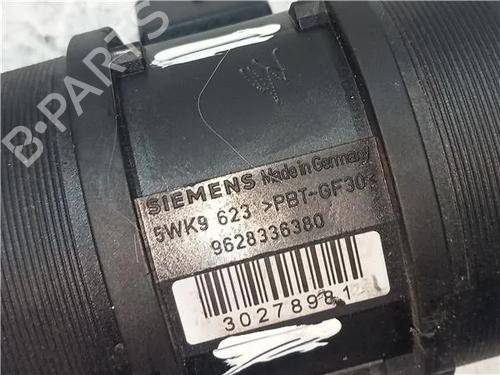 B-PARTS
SIEMENS Made in Germany
5WK9 623 >PBT-GF30<
9628336380
30278981